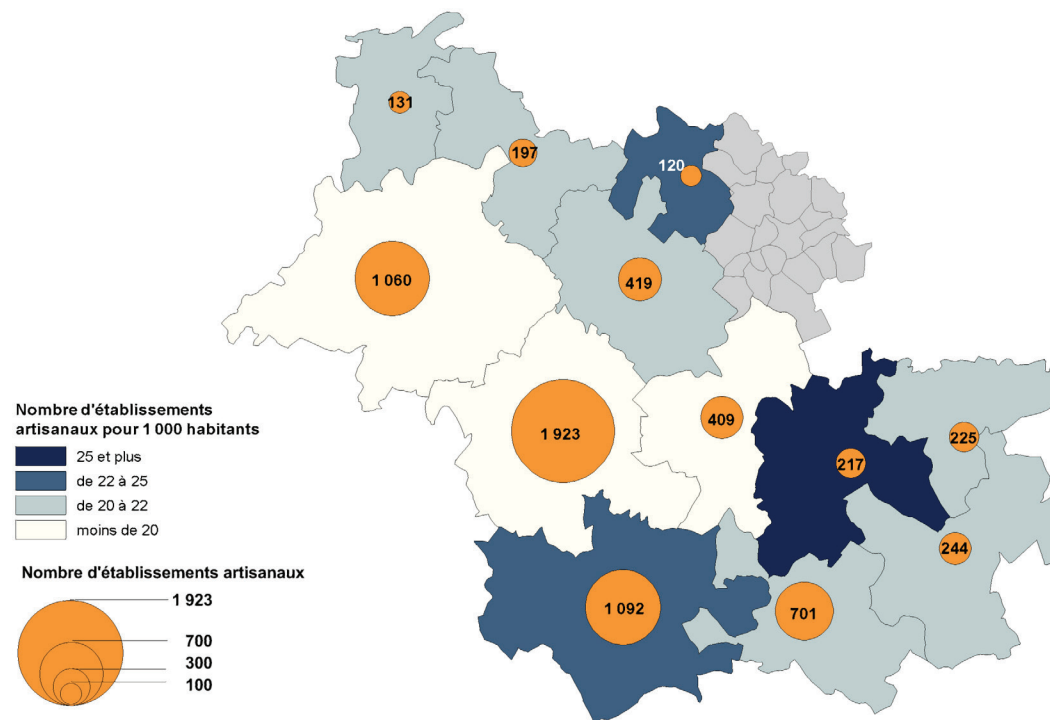 131
197
120
1 060
419
1 923
409
225
217
244
1 092
701
Nombre d'établissements
artisanaux pour 1 000 habitants
25 et plus
de 22 à 25
de 20 à 22
moins de 20
Nombre d'établissements artisanaux
1 923
700
300
100